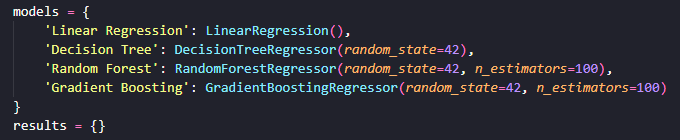 models = {
    'Linear Regression': LinearRegression(),
    'Decision Tree': DecisionTreeRegressor(random_state=42),
    'Random Forest': RandomForestRegressor(random_state=42, n_estimators=100),
    'Gradient Boosting': GradientBoostingRegressor(random_state=42, n_estimators=100)
}
results = {}